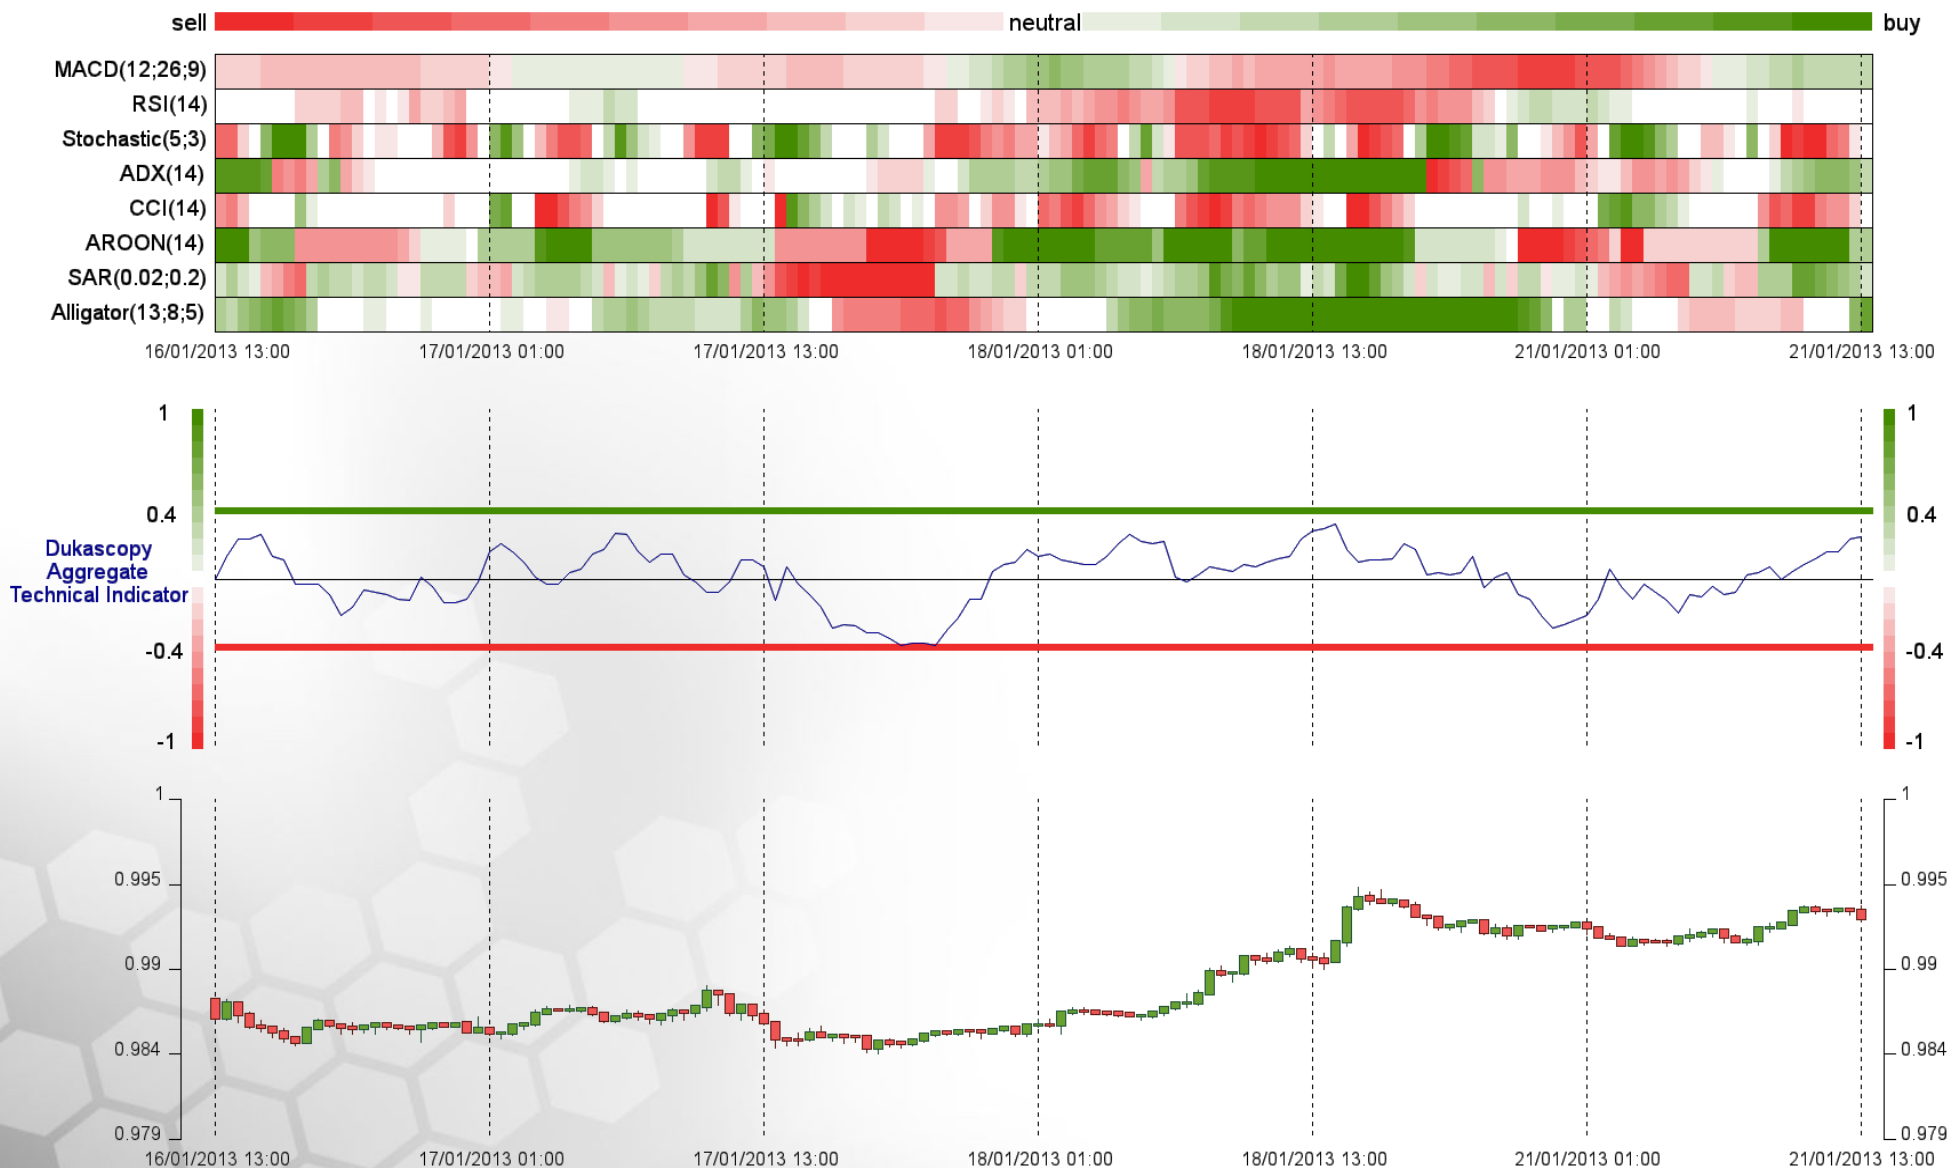 sell neutral buy
MACD(12;26;9)
RSI(14)
Stochastic(5;3)
ADX(14)
CCI(14)
AROON(14)
SAR(0.02;0.2)
Alligator(13;8;5)
16/01/2013 13:00 17/01/2013 01:00 17/01/2013 13:00 18/01/2013 01:00 18/01/2013 13:00 21/01/2013 01:00 21/01/2013 13:00
1 1
0.4 0.4
Dukascopy
Aggregate
Technical Indicator
-0.4 -0.4
-1 -1
1 1
0.995 0.995
0.99 0.99
0.984 0.984
0.979 0.979
16/01/2013 13:00 17/01/2013 01:00 17/01/2013 13:00 18/01/2013 01:00 18/01/2013 13:00 21/01/2013 01:00 21/01/2013 13:00